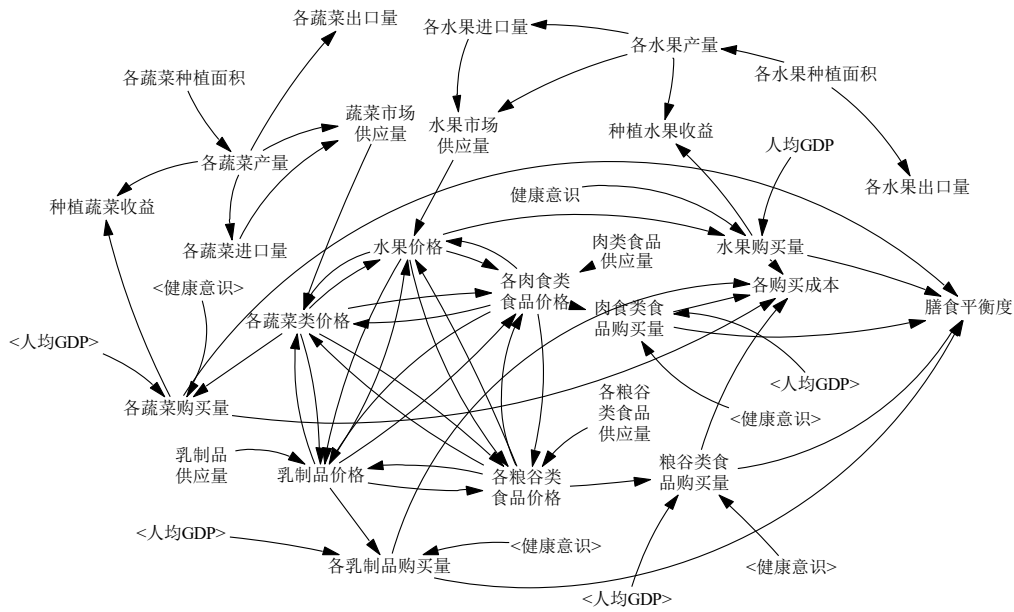 各蔬菜出口量
各水果进口量
各水果产量
各蔬菜种植面积
各水果种植面积
蔬菜市场
供应量
水果市场
供应量
种植水果收益
人均GDP
各蔬菜产量
各水果出口量
健康意识
种植蔬菜收益
各蔬菜进口量
水果价格
肉类食品
供应量
水果购买量
<健康意识>
各肉食类
食品价格
各购买成本
各蔬菜类价格
肉食类食
品购买量
膳食平衡度
<人均GDP>
<人均GDP>
各蔬菜购买量
各粮谷
类食品
供应量
<健康意识>
乳制品
供应量
乳制品价格
各粮谷类
食品价格
粮谷类食
品购买量
<人均GDP>
<健康意识>
各乳制品购买量
<健康意识>
<人均GDP>